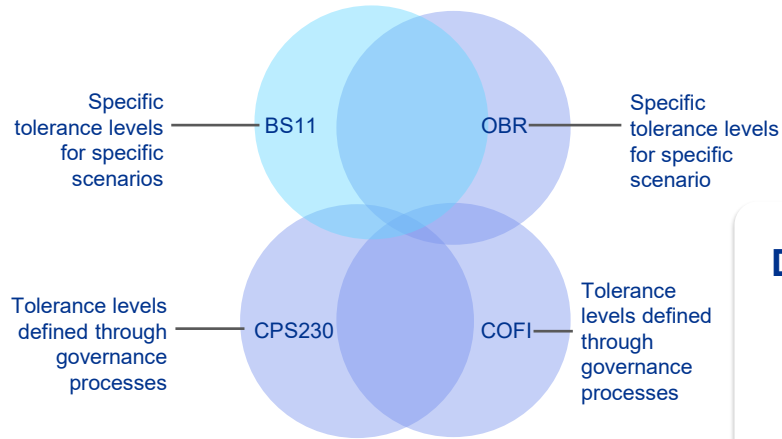 Specific
tolerance levels
for specific
scenarios
BS11
OBR
Specific
tolerance levels
for specific
scenario
Tolerance levels
defined through
governance
processes
CPS230
COFI
Tolerance
levels defined
through
governance
processes
D